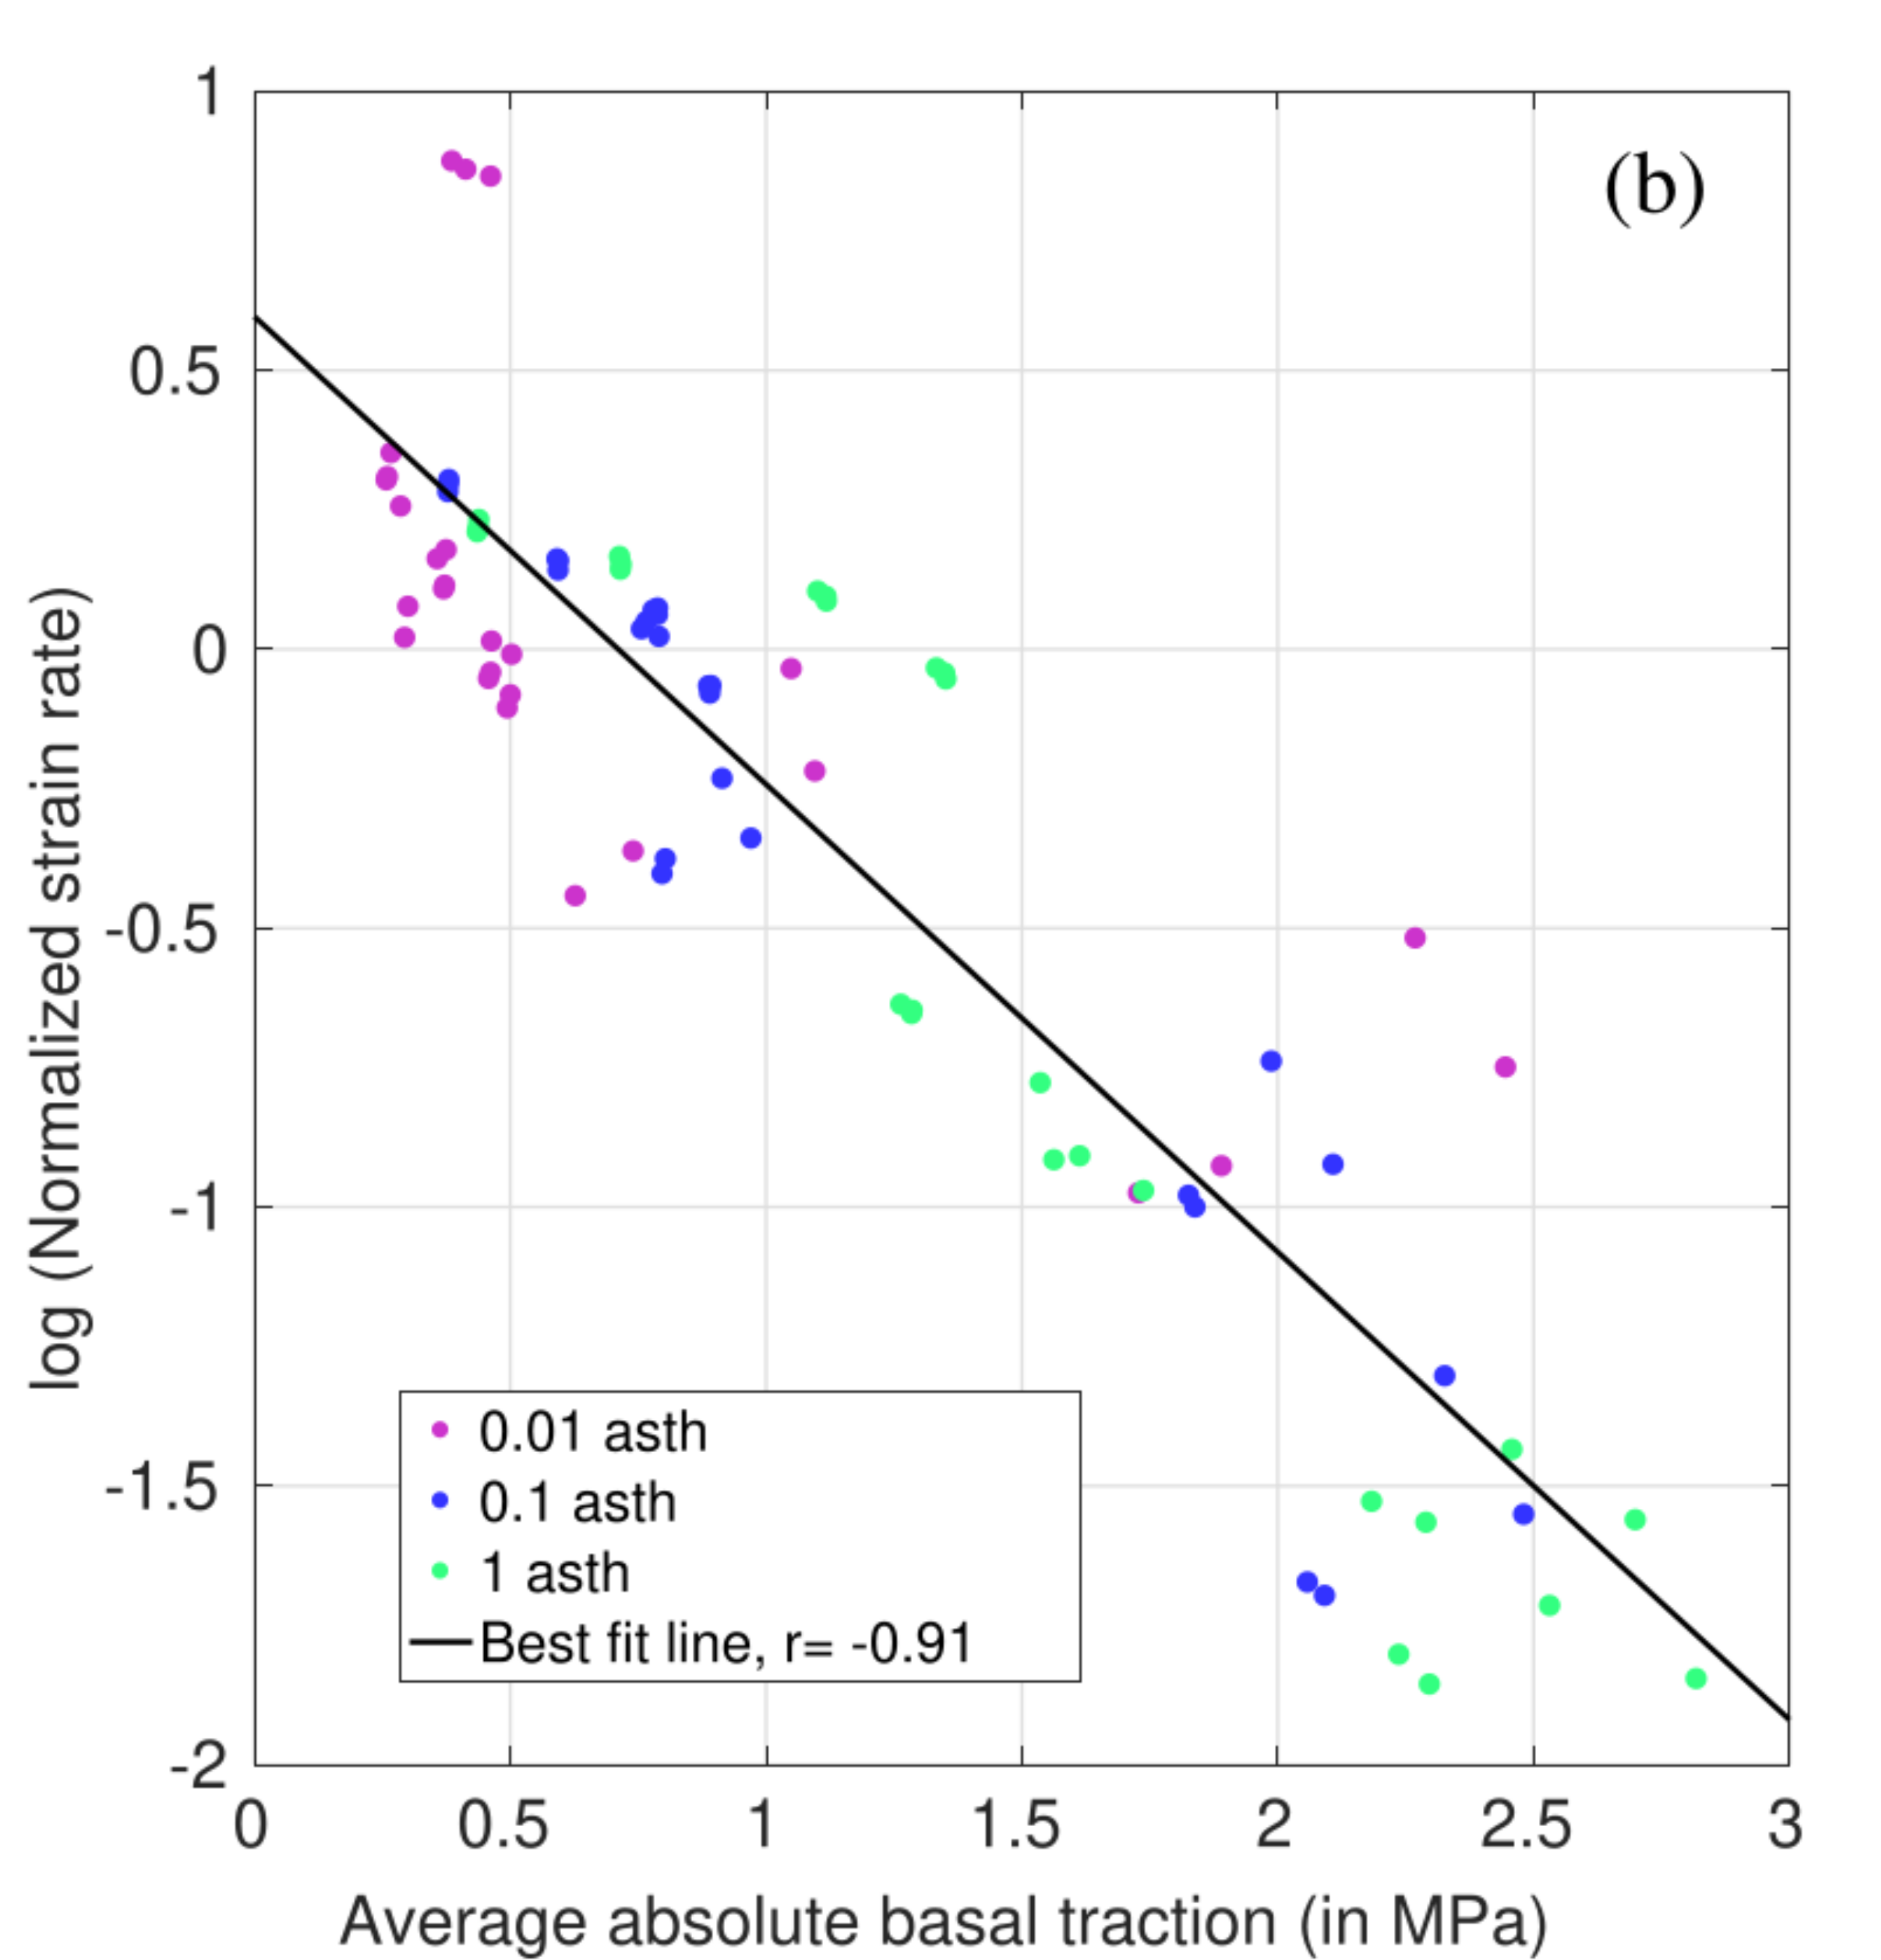 (b)
1
0.5
0
-0.5
-1
-1.5
-2
log (Normalized strain rate)
0.01 asth
0.1 asth
1 asth
Best fit line, r= -0.91
0 0.5 1 1.5 2 2.5 3
Average absolute basal traction (in MPa)